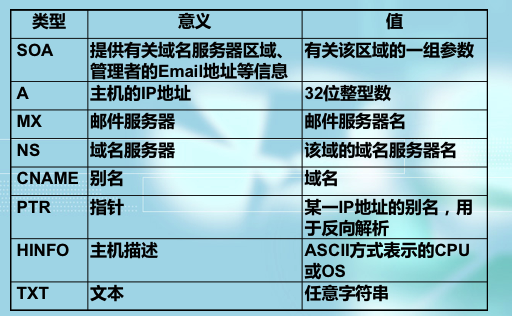 类型 意义 值
SOA 提供有关域名服务器区域、 有关该区域的一组参数
管理者的Email地址等信息
A 主机的IP地址 32位整型数
MX 邮件服务器 邮件服务器名
NS 域名服务器 该域的域名服务器名
CNAME 别名 域名
PTR 指针 某一IP地址的别名，用
于反向解析
HINFO 主机描述 ASCII方式表示的CPU
或OS
TXT 文本 任意字符串